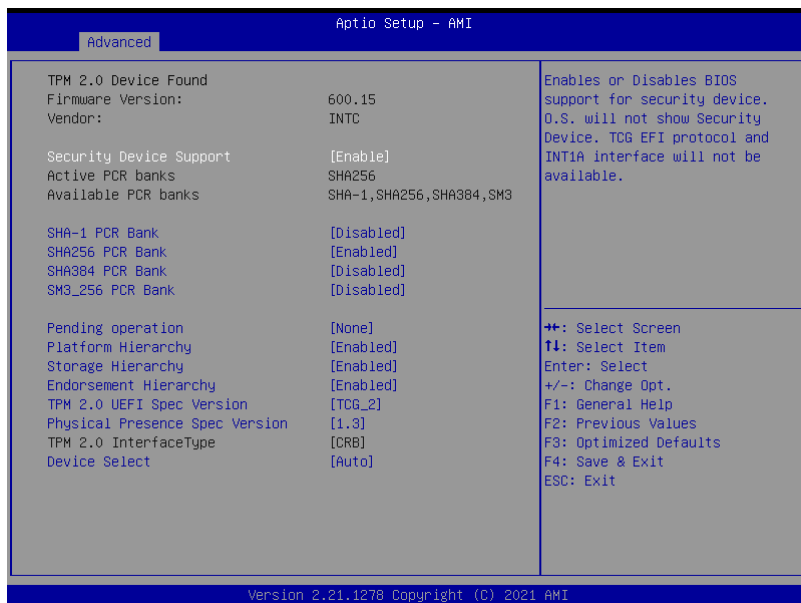 Aptio Setup - AMI
Advanced
TPM 2.0 Device Found
Firmware Version: 600.15
Vendor: INTC
Security Device Support [Enable]
Active PCR banks SHA256
Available PCR banks SHA-1,SHA256,SHA384,SM3
SHA-1 PCR Bank [Disabled]
SHA256 PCR Bank [Enabled]
SHA384 PCR Bank [Disabled]
SM3_256 PCR Bank [Disabled]
Pending operation [None]
Platform Hierarchy [Enabled]
Storage Hierarchy [Enabled]
Endorsement Hierarchy [Enabled]
TPM 2.0 UEFI Spec Version [TCG_2]
Physical Presence Spec Version [1.3]
TPM 2.0 InterfaceType [CRB]
Device Select [Auto]
Enables or Disables BIOS
support for security device.
O.S. will not show Security
Device. TCG EFI protocol and
INT1A interface will not be
available.
→←: Select Screen
↑↓: Select Item
Enter: Select
+/-: Change Opt.
F1: General Help
F2: Previous Values
F3: Optimized Defaults
F4: Save & Exit
ESC: Exit
Version 2.21.1278 Copyright (C) 2021 AMI